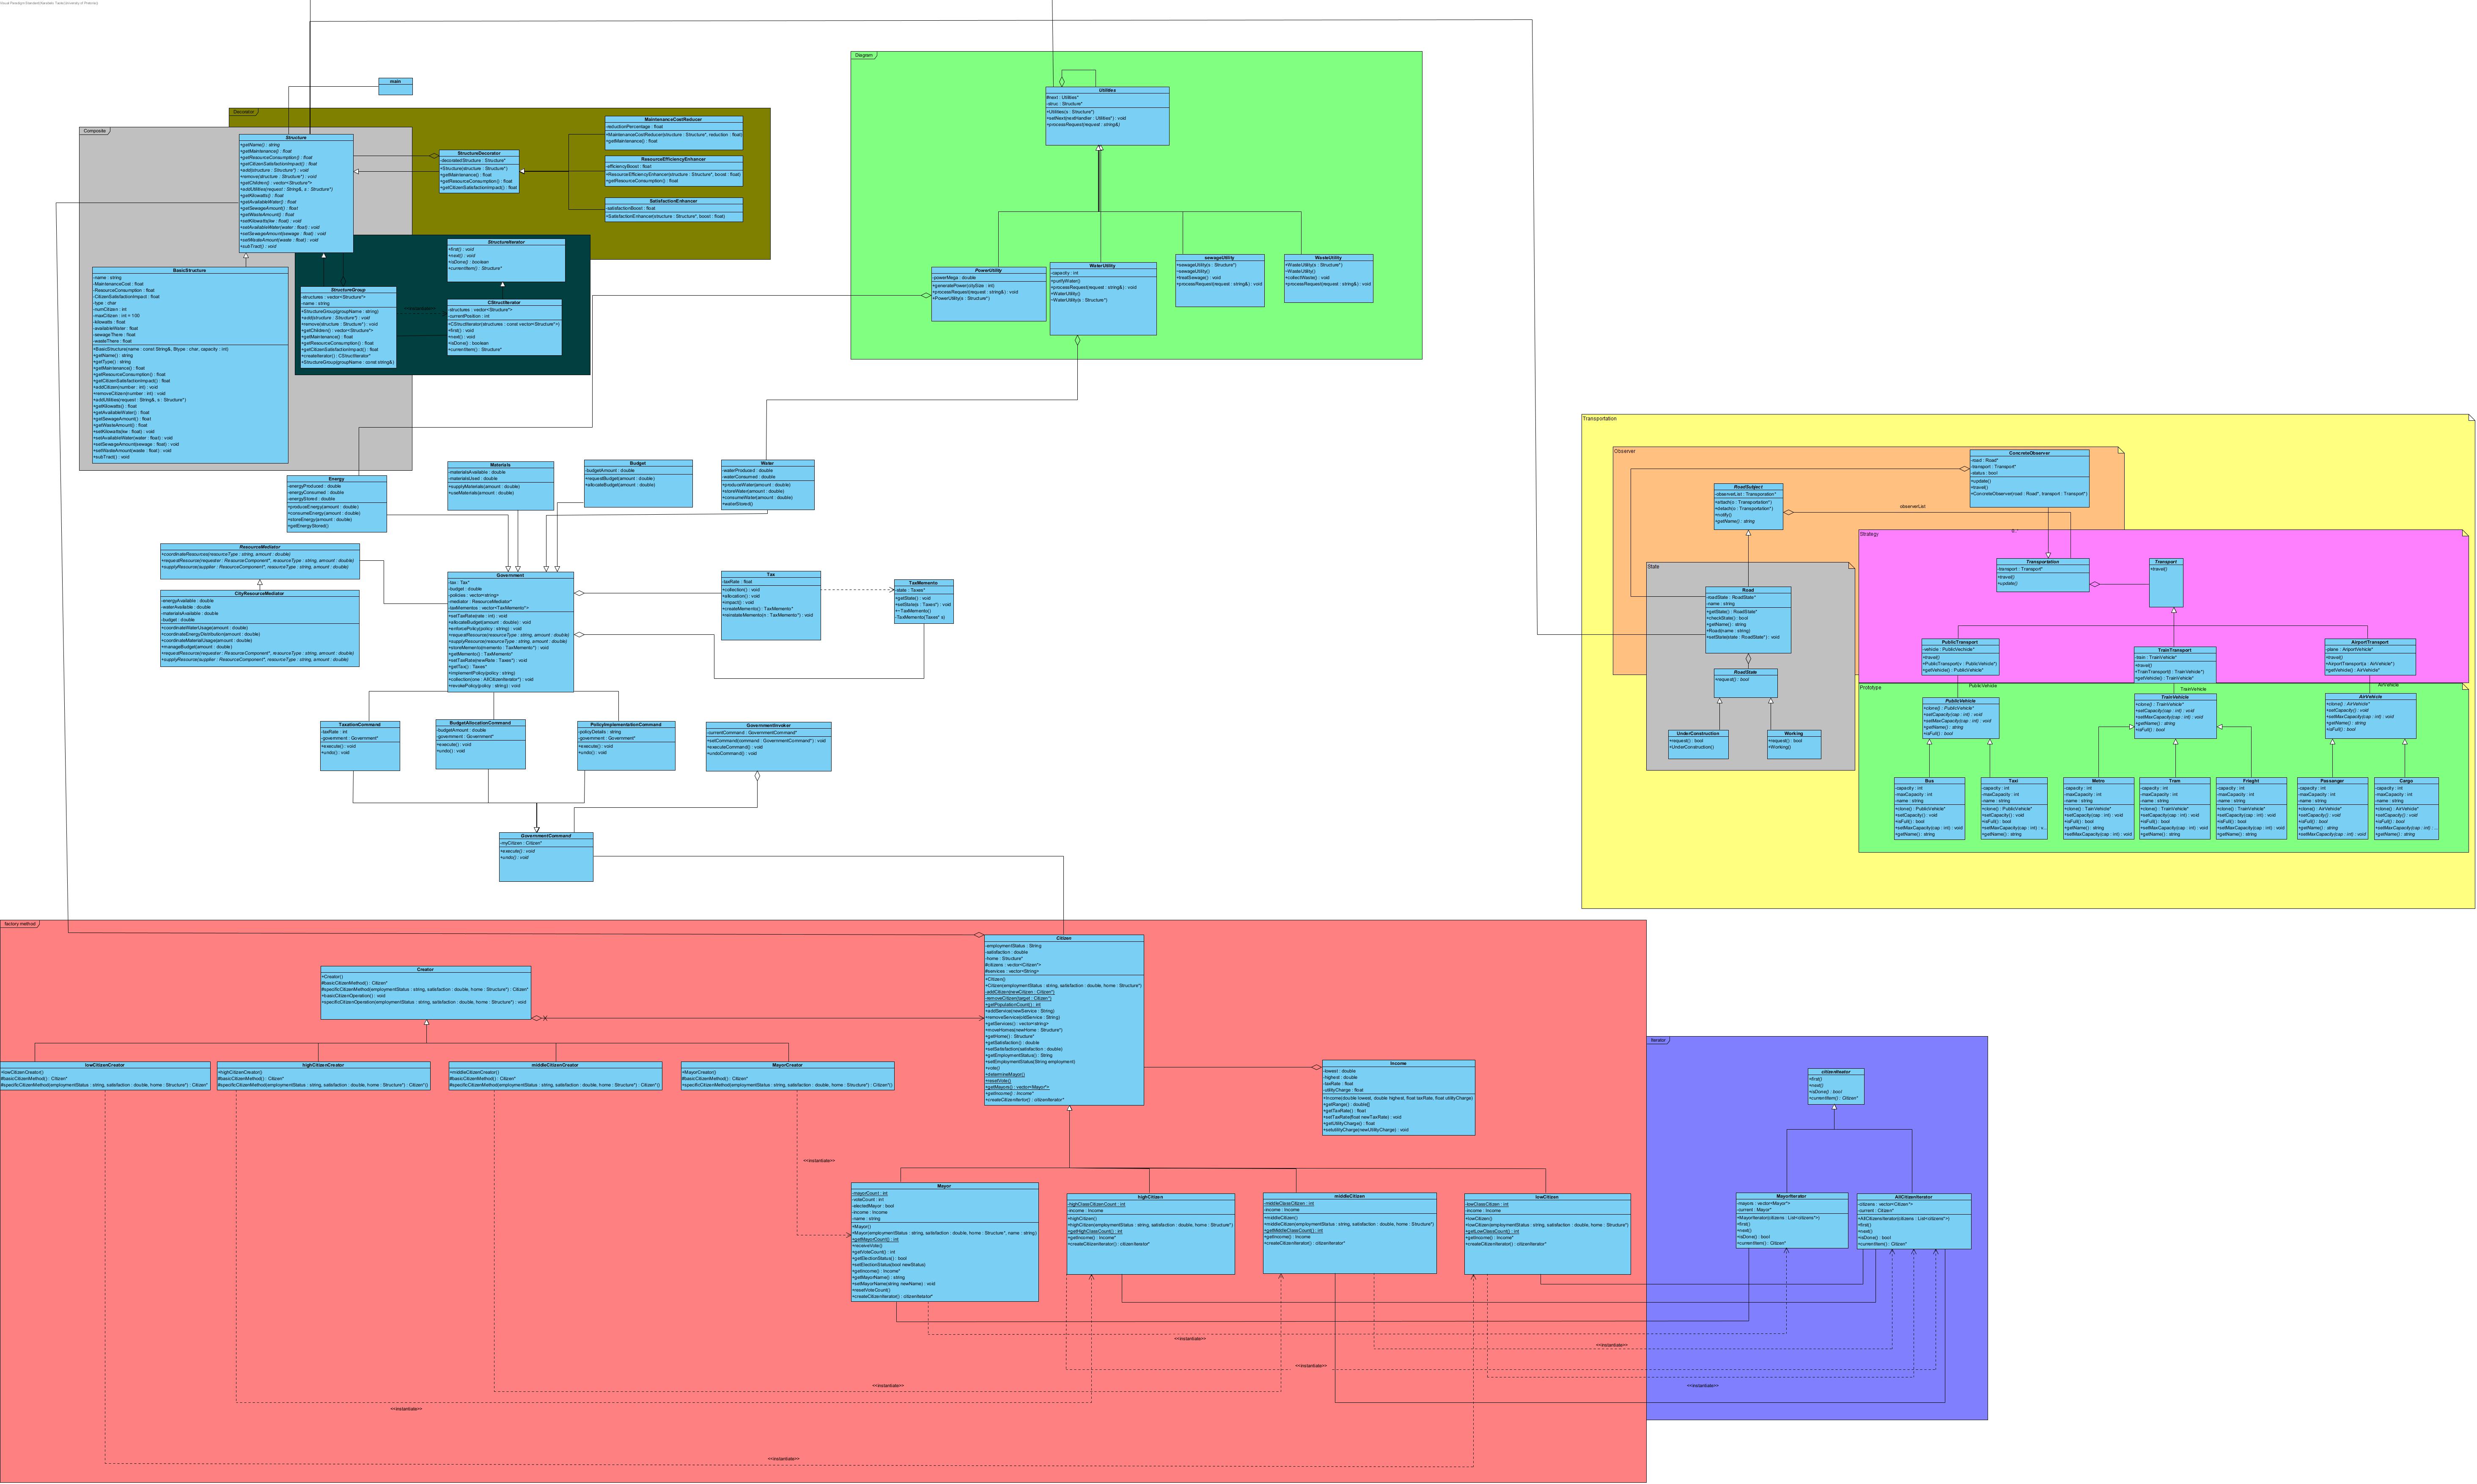 Visual Paradigm Standard(Kwandokuhle Tsela(University of Pretoria))
main
Decorator
Composite
Structure
+getName() : string
+getMaintenance() : float
+getResourceConsumption() : float
+getCitizenSatisfactionImpact() : float
+add(structure : Structure*) : void
+remove(structure : Structure*) : void
+getChildren() : vector<Structure*>
+addUtilities(request : String&, s : Structure*)
+getKilowatts() : float
+getAvailableWater() : float
+getSewageAmount() : float
+getWasteAmount() : float
+setKilowatts(kw : float) : void
+setAvailableWater(water : float) : void
+setSewageAmount(sewage : float) : void
+setWasteAmount(waste : float) : void
+subTract() : void
StructureDecorator
-decoratedStructure : Structure*
+Structure(structure : Structure*)
+getMaintenance() : float
+getResourceConsumption() : float
+getCitizenSatisfactionImpact() : float
MaintenanceCostReducer
-reductionPercentage : float
+MaintenanceCostReducer(structure : Structure*, reduction : float)
+getMaintenance() : float
ResourceEfficiencyEnhancer
-efficiencyBoost : float
+ResourceEfficiencyEnhancer(structure : Structure*, boost : float)
+getResourceConsumption() : float
SatisfactionEnhancer
-satisfactionBoost : float
+SatisfactionEnhancer(structure : Structure*, boost : float)
StructureIterator
+first() : void
+next() : void
+isDone() : boolean
+currentItem() : Structure*
StructureGroup
-structures : vector<Structure*>
-name : string
+StructureGroup(groupName : string)
+add(structure : Structure*) : void
+remove(structure : Structure*) : void
+getChildren() : vector<Structure*>
+getMaintenance() : float
+getResourceConsumption() : float
+getCitizenSatisfactionImpact() : float
+createIterator() : CStructIterator*
+StructureGroup(groupName : const string&)
CStructIterator
-structures : vector<Structure*>
-currentPosition : int
+CStructIterator(structures : const vector<Structure*>)
+first() : void
+next() : void
+isDone() : boolean
+currentItem() : Structure*
BasicStructure
-name : string
-MaintenanceCost : float
-ResourceConsumption : float
-CitizenSatisfactionImpact : float
-type : char
-numCitizen : int
-maxCitizen : int = 100
-kilowatts : float
-availableWater : float
-sewageThere : float
-wasteThere : float
+BasicStructure(name : const String&, Btype : char, capacity : int)
+getName() : string
+getType() : string
+getMaintenance() : float
+getResourceConsumption() : float
+getCitizenSatisfactionImpact() : float
+addCitizen(number : int) : void
+removeCitizen(number : int) : void
+addUtilities(request : String&, s : Structure*)
+getKilowatts() : float
+getAvailableWater() : float
+getSewageAmount() : float
+getWasteAmount() : float
+setKilowatts(kw : float) : void
+setAvailableWater(water : float) : void
+setSewageAmount(sewage : float) : void
+setWasteAmount(waste : float) : void
+subTract() : void
Diagram
Utilities
#next : Utilities*
-struc : Structure*
+Utilities(s : Structure*)
+setNext(nextHandler : Utilities*) : void
+processRequest(request : string&)
PowerUtility
-powerMega : double
+generatePower(citySize : int)
+processRequest(request : string&) : void
+PowerUtility(s : Structure*)
WaterUtility
-capacity : int
+purifyWater()
+processRequest(request : string&) : void
+WaterUtility()
~WaterUtility(s : Structure*)
sewageUtility
+sewageUtility(s : Structure*)
~sewageUtility()
+treatSewage() : void
+processRequest(request : string&) : void
WasteUtility
+WasteUtility(s : Structure*)
~WasteUtility()
+collectWaste() : void
+processRequest(request : string&) : void
Energy
-energyProduced : double
-energyConsumed : double
-energyStored : double
+produceEnergy(amount : double)
+consumeEnergy(amount : double)
+storeEnergy(amount : double)
+getEnergyStored()
Materials
-materialsAvailable : double
-materialsUsed : double
+supplyMaterials(amount : double)
+useMaterials(amount : double)
Budget
-budgetAmount : double
+requestBudget(amount : double)
+allocateBudget(amount : double)
Water
-waterProduced : double
-waterConsumed : double
+produceWater(amount : double)
+storeWater(amount : double)
+consumeWater(amount : double)
+waterStored()
ResourceMediator
+coordinateResources(resourceType : string, amount : double)
+requestResource(requester : ResourceComponent*, resourceType : string, amount : double)
+supplyResource(supplier : ResourceComponent*, resourceType : string, amount : double)
CityResourceMediator
-energyAvailable : double
-waterAvailable : double
-materialsAvailable : double
-budget : double
+coordinateWaterUsage(amount : double)
+coordinateEnergyDistribution(amount : double)
+coordinateMaterialUsage(amount : double)
+manageBudget(amount : double)
+requestResource(requester : ResourceComponent*, resourceType : string, amount : double)
+supplyResource(supplier : ResourceComponent*, resourceType : string, amount : double)
Government
-tax : Tax*
-budget : double
-policies : vector<string>
-mediator : ResourceMediator*
-taxMementos : vector<TaxMemento*>
+setTaxRate(rate : int) : void
+allocateBudget(amount : double) : void
+enforcePolicy(policy : string) : void
+requestResource(resourceType : string, amount : double)
+supplyResource(resourceType : string, amount : double)
+storeMemento(memento : TaxMemento*) : void
+getMemento() : TaxMemento*
+setTaxRate(newRate : Taxes*) : void
+getTax() : Taxes*
+implementPolicy(policy : string)
+collection(one : AllCitizenIterator*) : void
+revokePolicy(policy : string) : void
Tax
-taxRate : float
+collection() : void
+allocation() : void
+impact() : void
+createMemento() : TaxMemento*
+reinstateMemento(n : TaxMemento*) : void
TaxMemento
-state : Taxes*
+getState() : void
+setState(s : Taxes*) : void
+~TaxMemento()
-TaxMemento(Taxes* s)
TaxationCommand
-taxRate : int
-government : Government*
+execute() : void
+undo() : void
BudgetAllocationCommand
-budgetAmount : double
-government : Government*
+execute() : void
+undo() : void
PolicyImplementationCommand
-policyDetails : string
-government : Government*
+execute() : void
+undo() : void
GovernmentInvoker
-currentCommand : GovernmentCommand*
+setCommand(command : GovernmentCommand*) : void
+executeCommand() : void
+undoCommand() : void
GovernmentCommand
-myCitizen : Citizen*
+execute() : void
+undo() : void
Transportation
Observer
ConcreteObserver
-road : Road*
-transport : Transport*
-status : bool
+update()
+travel()
+ConcreteObserver(road : Road*, transport : Transport*)
RoadSubject
-observerList : Transporation*
+attach(o : Transportation*)
+detach(o : Transportation*)
+notify()
+getName() : string
observerList
Strategy
State
Road
-roadState : RoadState*
-name : string
+getState() : RoadState*
+checkState() : bool
+getName() : string
+Road(name : string)
+setState(state : RoadState*) : void
RoadState
+request() : bool
UnderConstruction
+request() : bool
+UnderConstruction()
Working
+request() : bool
+Working()
Transportation
-transport : Transport*
+travel()
+update()
Transport
+travel()
PublicTransport
-vehicle : PublicVechicle*
+travel()
+PublicTransport(v : PublicVehicle*)
+getVehicle() : PublicVehicle*
TrainTransport
-train : TrainVehicle*
+travel()
+TrainTransport(t : TrainVehicle*)
+getVehicle() : TrainVehicle*
AirportTransport
-plane : AirportVehicle*
+travel()
+AirportTransport(a : AirVehicle*)
+getVehicle() : AirVehicle*
Prototype
PublicVehicle
TrainVehicle
AirVehicle
PublicVehicle
+clone() : PublicVehicle*
+setCapacity(cap : int) : void
+setMaxCapacity(cap : int) : void
+getName() : string
+isFull() : bool
TrainVehicle
+clone() : TrainVehicle*
+setCapacity(cap : int) : void
+setMaxCapacity(cap : int) : void
+getName() : string
+isFull() : bool
AirVehicle
+clone() : AirVehicle*
+setCapacity() : void
+setMaxCapacity(cap : int) : void
+getName() : string
+isFull() : bool
Bus
-capacity : int
-maxCapacity : int
-name : string
+clone() : PublicVehicle*
+setCapacity() : void
+isFull() : bool
+setMaxCapacity(cap : int) : void
+getName() : string
Taxi
-capacity : int
-maxCapacity : int
-name : string
+clone() : PublicVehicle*
+setCapacity() : void
+isFull() : bool
+setMaxCapacity(cap : int) : v...
+getName() : string
Metro
-capacity : int
-maxCapacity : int
-name : string
+clone() : TainVehicle*
+setCapacity(cap : int) : void
+isFull() : bool
+getName() : string
+setMaxCapacity(cap : int) : void
Tram
-capacity : int
-maxCapacity : int
-name : string
+clone() : TrainVehicle*
+setCapacity(cap : int) : void
+isFull() : bool
+setMaxCapacity(cap : int) : void
+getName() : string
Frieght
-capacity : int
-maxCapacity : int
-name : string
+clone() : TrainVehicle*
+setCapacity(cap : int) : void
+isFull() : bool
+setMaxCapacity(cap : int) : void
+getName() : string
Passanger
-capacity : int
-maxCapacity : int
-name : string
+clone() : AirVehicle*
+setCapacity() : void
+isFull() : bool
+getName() : string
+setMaxCapacity(cap : int) : void
Cargo
-capacity : int
-maxCapacity : int
-name : string
+clone() : AirVehicle*
+setCapacity() : void
+isFull() : bool
+setMaxCapacity(cap : int) : ...
+getName() : string
factory method
Creator
+Creator()
#basicCitizenMethod() : Citizen*
#specificCitizenMethod(employmentStatus : string, satisfaction : double, home : Structure*) : Citizen*
+basicCitizenOperation() : void
+specificCitizenOperation(employmentStatus : string, satisfaction : double, home : Structure*) : void
lowCitizenCreator
+lowCitizenCreator()
#basicCitizenMethod() : Citizen*
#specificCitizenMethod(employmentStatus : string, satisfaction : double, home : Structure*) : Citizen*
highCitizenCreator
+highCitizenCreator()
#basicCitizenMethod() : Citizen*
#specificCitizenMethod(employmentStatus : string, satisfaction : double, home : Structure*) : Citizen*()
middleCitizenCreator
+middleCitizenCreator()
#basicCitizenMethod() : Citizen*
#specificCitizenMethod(employmentStatus : string, satisfaction : double, home : Structure*) : Citizen*()
MayorCreator
+MayorCreator()
#basicCitizenMethod() : Citizen*
+specificCitizenMethod(employmentStatus : string, satisfaction : double, home : Structure*) : Citizen*()
Citizen
-employmentStatus : String
-satisfaction : double
-home : Structure*
#citizens : vector<Citizen*>
#services : vector<String>
+Citizen()
+Citizen(employmentStatus : string, satisfaction : double, home : Structure*)
-addCitizen(newCitizen : Citizen*)
-removeCitizen(target : Citizen*)
+getPopulationCount() : int
+addService(newService : String)
+removeService(oldService : String)
+getServices() : vector<string>
+moveHomes(newHome : Structure*)
+getHome() : Structure*
+getSatisfaction() : double
+setSatisfaction(satisfaction : double)
+getEmploymentStatus() : String
+setEmploymentStatus(String employment)
+vote()
+determineMayor()
+resetVote()
+getMayors() : vector<Mayor*>
+getIncome() : Income*
+createCitizenItertor() : citizenIterator*
Income
-lowest : double
-highest : double
-taxRate : float
-utilityCharge : float
+Income(double lowest, double highest, float taxRate, float utilityCharge)
+getRange() : double[]
+getTaxRate() : float
+setTaxRate(float newTaxRate) : void
+getUtilityCharge() : float
+setutilityCharge(newUtilityCharge) : void
<<instantiate>>
Mayor
-mayorCount : int
-voteCount : int
-electedMayor : bool
-income : Income
-name : string
+Mayor()
+Mayor(employmentStatus : string, satisfaction : double, home : Structure*, name : string)
+getMayorCount() : int
+receiveVote()
+getVoteCount() : int
+getElectionStatus() : bool
+setElectionStatus(bool newStatus)
+getIncome() : Income*
+getMayorName() : string
+setMayorName(string newName) : void
+resetVoteCount()
+createCitizenIterator() : citizenIterator*
highCitizen
-highClassCitizenCount : int
-income : Income
+highCitizen()
+highCitizen(employmentStatus : string, satisfaction : double, home : Structure*)
+getHighClassCount() : int
+getIncome() : Income*
+createCitizenIterator() : citizenIterator*
middleCitizen
-middleClassCitizen : int
-income : Income
+middleCitizen()
+middleCitizen(employmentStatus : string, satisfaction : double, home : Structure*)
+getMiddleClassCount() : int
+getIncome() : Income*
+createCitizenIterator() : citizenIterator*
lowCitizen
-lowClassCitizen : int
-income : Income
+lowCitizen()
+lowCitizen(employmentStatus : string, satisfaction : double, home : Structure*)
+getLowClassCount() : int
+getIncome() : Income*
+createCitizenIterator() : citizenIterator*
Iterator
citizenIteator
+first()
+next()
+isDone() : bool
+currentItem() : Citizen*
MayorIterator
-mayors : vector<Mayor*>
-current : Mayor*
+MayorIterator(citizens : List<citizens*>)
+first()
+next()
+isDone() : bool
+currentItem() : Citizen*
AllCitizenIterator
-citizens : vector<Citizen*>
-current : Citizen*
+AllCitizensIterator(citizens : List<citizens*>)
+first()
+next()
+isDone() : bool
+currentItem() : Citizen*
<<instantiate>>
<<instantiate>>
<<instantiate>>
<<instantiate>>
<<instantiate>>
<<instantiate>>
<<instantiate>>